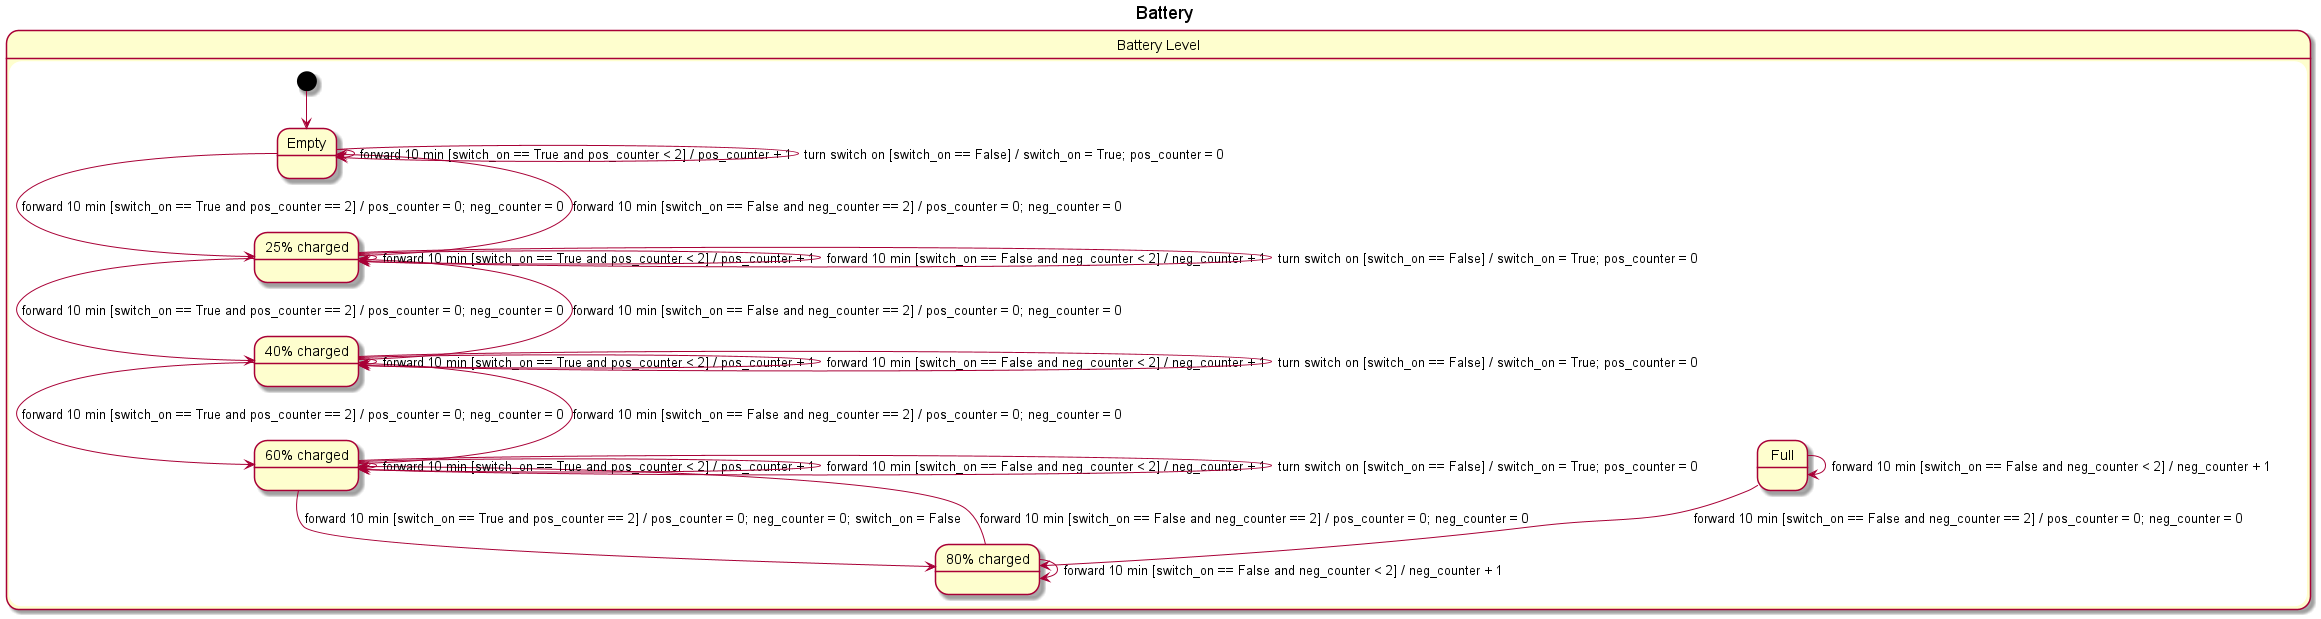 Battery
Battery Level
Empty
forward 10 min [switch_on == True and pos_counter < 2] / pos_counter + 1
turn switch on [switch_on == False] / switch_on = True; pos_counter = 0
forward 10 min [switch_on == True and pos_counter == 2] / pos_counter = 0; neg_counter = 0
forward 10 min [switch_on == False and neg_counter == 2] / pos_counter = 0; neg_counter = 0
25% charged
forward 10 min [switch_on == True and pos_counter < 2] / pos_counter + 1
forward 10 min [switch_on == False and neg_counter < 2] / neg_counter + 1
turn switch on [switch_on == False] / switch_on = True; pos_counter = 0
forward 10 min [switch_on == True and pos_counter == 2] / pos_counter = 0; neg_counter = 0
forward 10 min [switch_on == False and neg_counter == 2] / pos_counter = 0; neg_counter = 0
40% charged
forward 10 min [switch_on == True and pos_counter < 2] / pos_counter + 1
forward 10 min [switch_on == False and neg_counter < 2] / neg_counter + 1
turn switch on [switch_on == False] / switch_on = True; pos_counter = 0
forward 10 min [switch_on == True and pos_counter == 2] / pos_counter = 0; neg_counter = 0
forward 10 min [switch_on == False and neg_counter == 2] / pos_counter = 0; neg_counter = 0
60% charged
forward 10 min [switch_on == True and pos_counter < 2] / pos_counter + 1
forward 10 min [switch_on == False and neg_counter < 2] / neg_counter + 1
turn switch on [switch_on == False] / switch_on = True; pos_counter = 0
Full
forward 10 min [switch_on == False and neg_counter < 2] / neg_counter + 1
forward 10 min [switch_on == True and pos_counter == 2] / pos_counter = 0; neg_counter = 0; switch_on = False
forward 10 min [switch_on == False and neg_counter == 2] / pos_counter = 0; neg_counter = 0
forward 10 min [switch_on == False and neg_counter == 2] / pos_counter = 0; neg_counter = 0
80% charged
forward 10 min [switch_on == False and neg_counter < 2] / neg_counter + 1